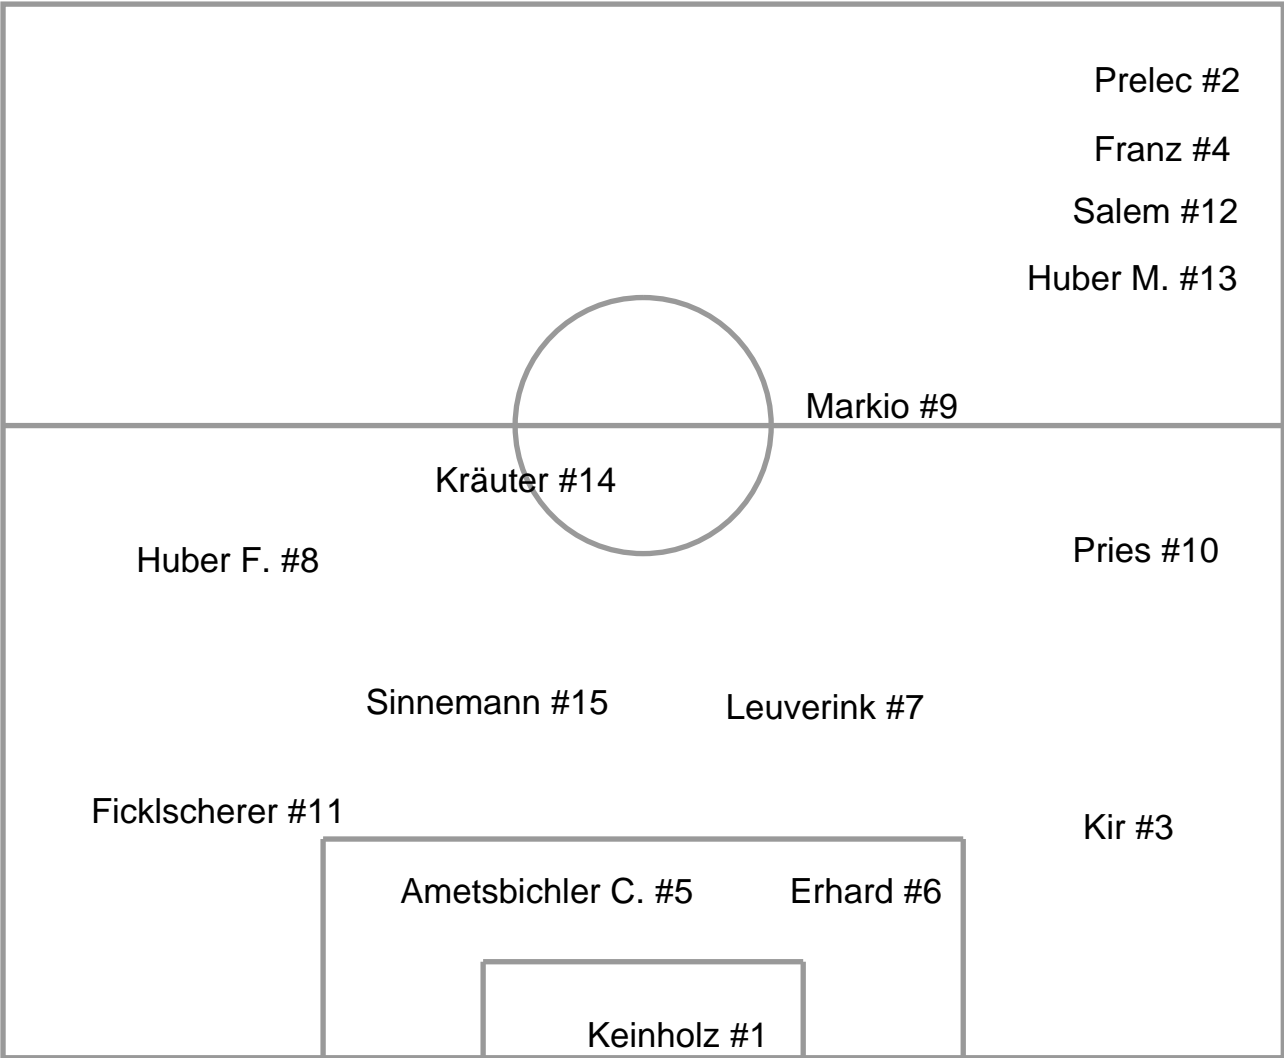 Prelec #2
Franz #4
Salem #12
Huber M. #13
Markio #9
Kräuter #14
Huber F. #8
Pries #10
Sinnemann #15
Leuverink #7
Ficklscherer #11
Kir #3
Ametsbichler C. #5
Erhard #6
Keinholz #1